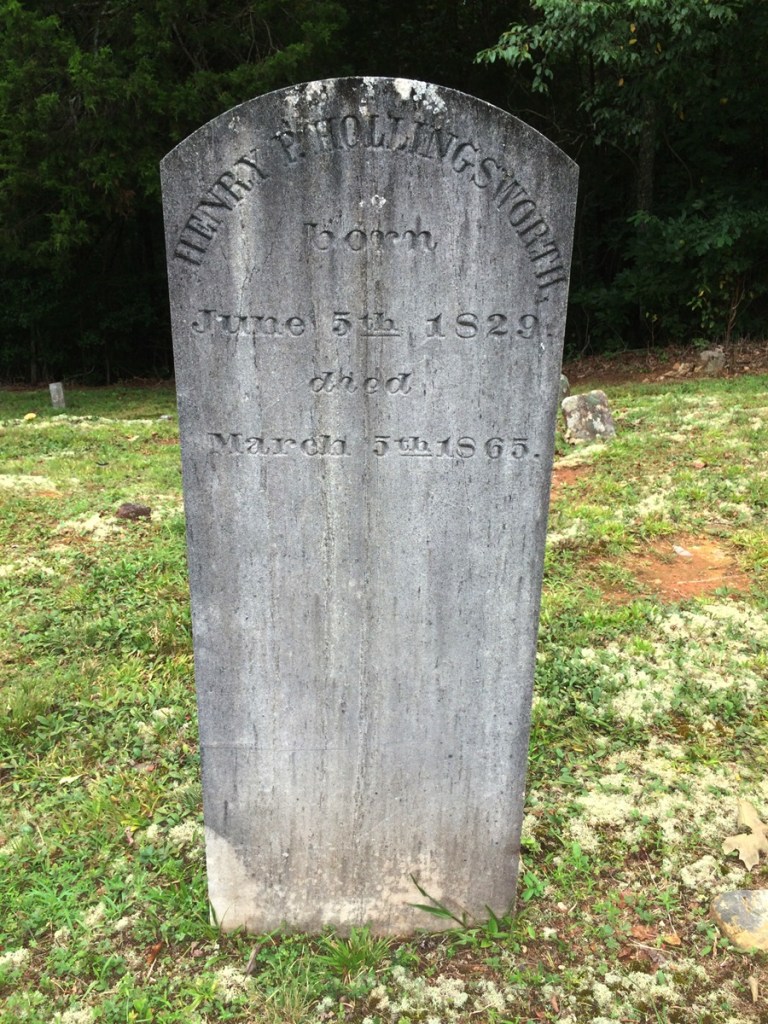 HENRY P. HOLLINGSWORTH,
born
June 5th 1829.
died
March 5th 1865.